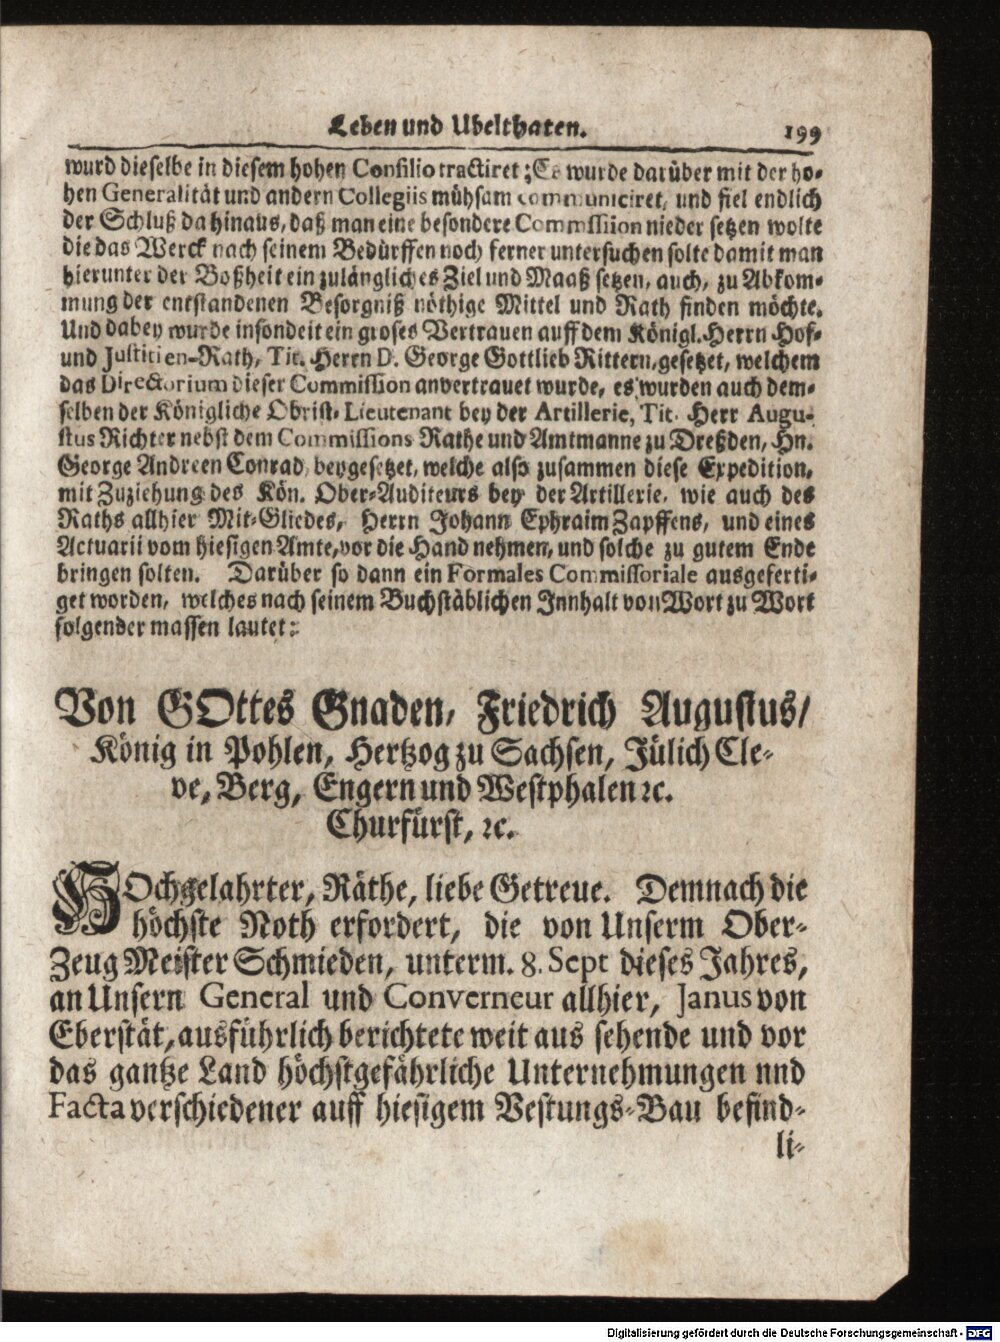 Leben und Ubelthaten. 199
wurd dieselbe in diesem hohen Consilio tractiret; Es wurde darüber mit der ho-
hen Generalität und andern Collegiis mühsam communiciret, und fiel endlich
der Schluß dahinaus, daß man eine besondere Commission nieder setzen wolte
die das Werck nach seinem Bedürffen noch ferner untersuchen solte damit man
hierunter der Boßheit ein zulängliches Ziel und Maaß setzen, auch, zu Abkom-
mung der entstandenen Besorgniß nöthige Mittel und Rath finden möchte.
Und dabey wurde insondeit ein groses Vertrauen auff dem Königl. Herrn Hof-
und Justitien-Rath, Tit. Herrn D. George Gottlieb Rittern, gesetzet, welchem
das Directorium dieser Commission anvertrauet wurde, es wurden auch dem-
selben der Königliche Obrist-Lieutenant bey der Artillerie, Tit. Herr Augu-
stus Richter nebst dem Commissions Rathe und Amtmanne zu Dreßden, Hn.
George Andreen Conrad, beygesetzet, welche also zusammen diese Expedition,
mit Zuziehung des Kön. Ober-Auditeurs bey der Artillerie, wie auch des
Raths allhier Mit-Gliedes, Herrn Johann Ephraim Zapffens, und eines
Actuarii vom hiesigen Amte, vor die Hand nehmen, und solche zu gutem Ende
bringen solten. Darüber so dann ein Formales Commissoriale ausgeferti-
get worden, welches nach seinem Buchstäblichen Innhalt von Wort zu Wort
folgender massen lautet:
Von GOttes Gnaden, Friedrich Augustus/
König in Pohlen, Hertzog zu Sachsen, Jülich Cle-
ve, Berg, Engern und Westphalen ꝛc.
Churfürst, ꝛc.
HOchgelahrter, Räthe, liebe Getreue. Demnach die
höchste Noth erfordert, die von Unserm Ober-
Zeug Meister Schmieden, unterm. 8. Sept dieses Jahres,
an Unsern General und Converneur allhier, Janus von
Eberstät, ausführlich berichtete weit aus sehende und vor
das gantze Land höchstgefährliche Unternehmungen nnd
Facta verschiedener auff hiesigem Vestungs-Bau befind-
li-
Digitalisierung gefördert durch die Deutsche Forschungsgemeinschaft - DFG